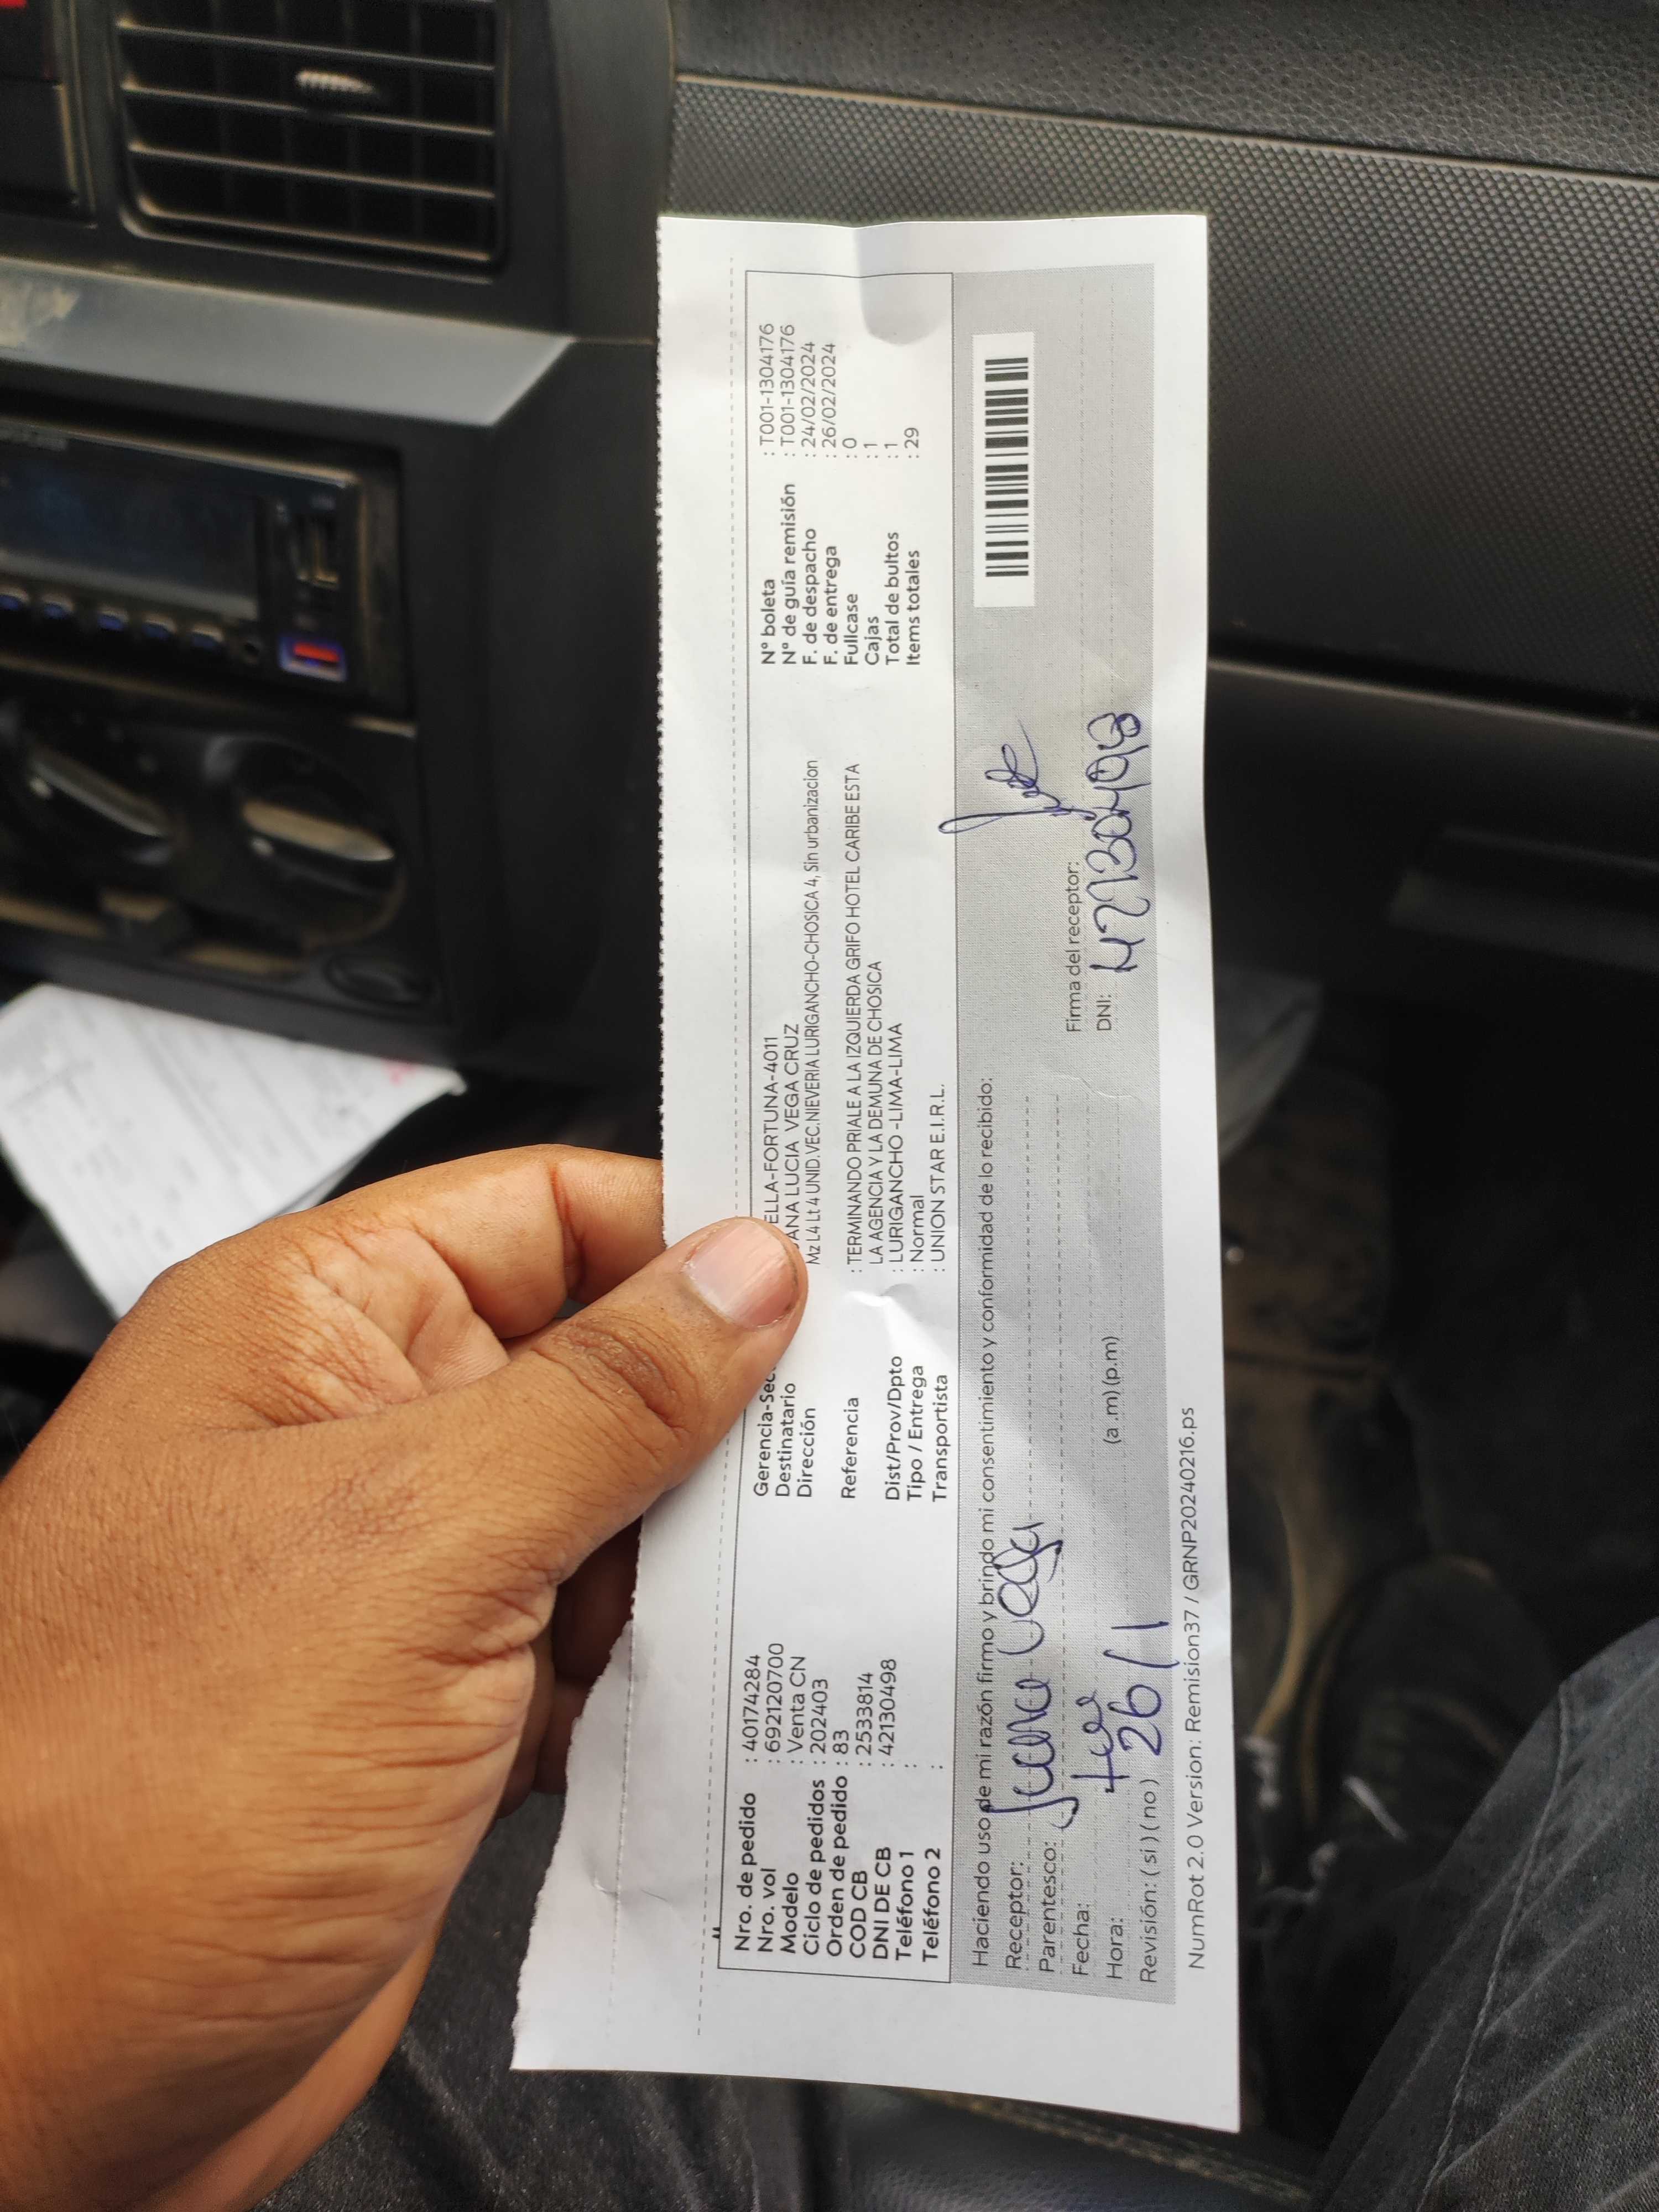 Nro. de pedido : 40174284
Nro. vol : 692120700
Modelo : Venta CN
Ciclo de pedidos : 202403
Orden de pedido : 83
COD CB : 2533814
DNI DE CB : 42130498
Teléfono 1 :
Teléfono 2 :
Gerencia-Sec ELLA-FORTUNA-4011
Destinatario ANA LUCIA VEGA CRUZ
Dirección Mz L4 Lt 4 UNID.VEC.NIEVERIA LURIGANCHO-CHOSICA 4, Sin urbanizacion
Referencia : TERMINANDO PRIALE A LA IZQUIERDA GRIFO HOTEL CARIBE ESTA
LA AGENCIA Y LA DEMUNA DE CHOSICA
Dist/Prov/Dpto : LURIGANCHO -LIMA-LIMA
Tipo / Entrega : Normal
Transportista : UNION STAR E.I.R.L.
N° boleta : T001-1304176
N° de guía remisión : T001-1304176
F. de despacho : 24/02/2024
F. de entrega : 26/02/2024
Fullcase : 0
Cajas : 1
Total de bultos : 1
Items totales : 29
Haciendo uso de mi razón firmo y brindo mi consentimiento y conformidad de lo recibido:
Receptor: Vega
Parentesco:
Fecha:
Hora: 26 / (a .m) (p.m)
Revisión: ( si ) ( no )
Firma del receptor:
DNI:
NumRot 2.0 Version: Remision37 / GRNP20240216.ps